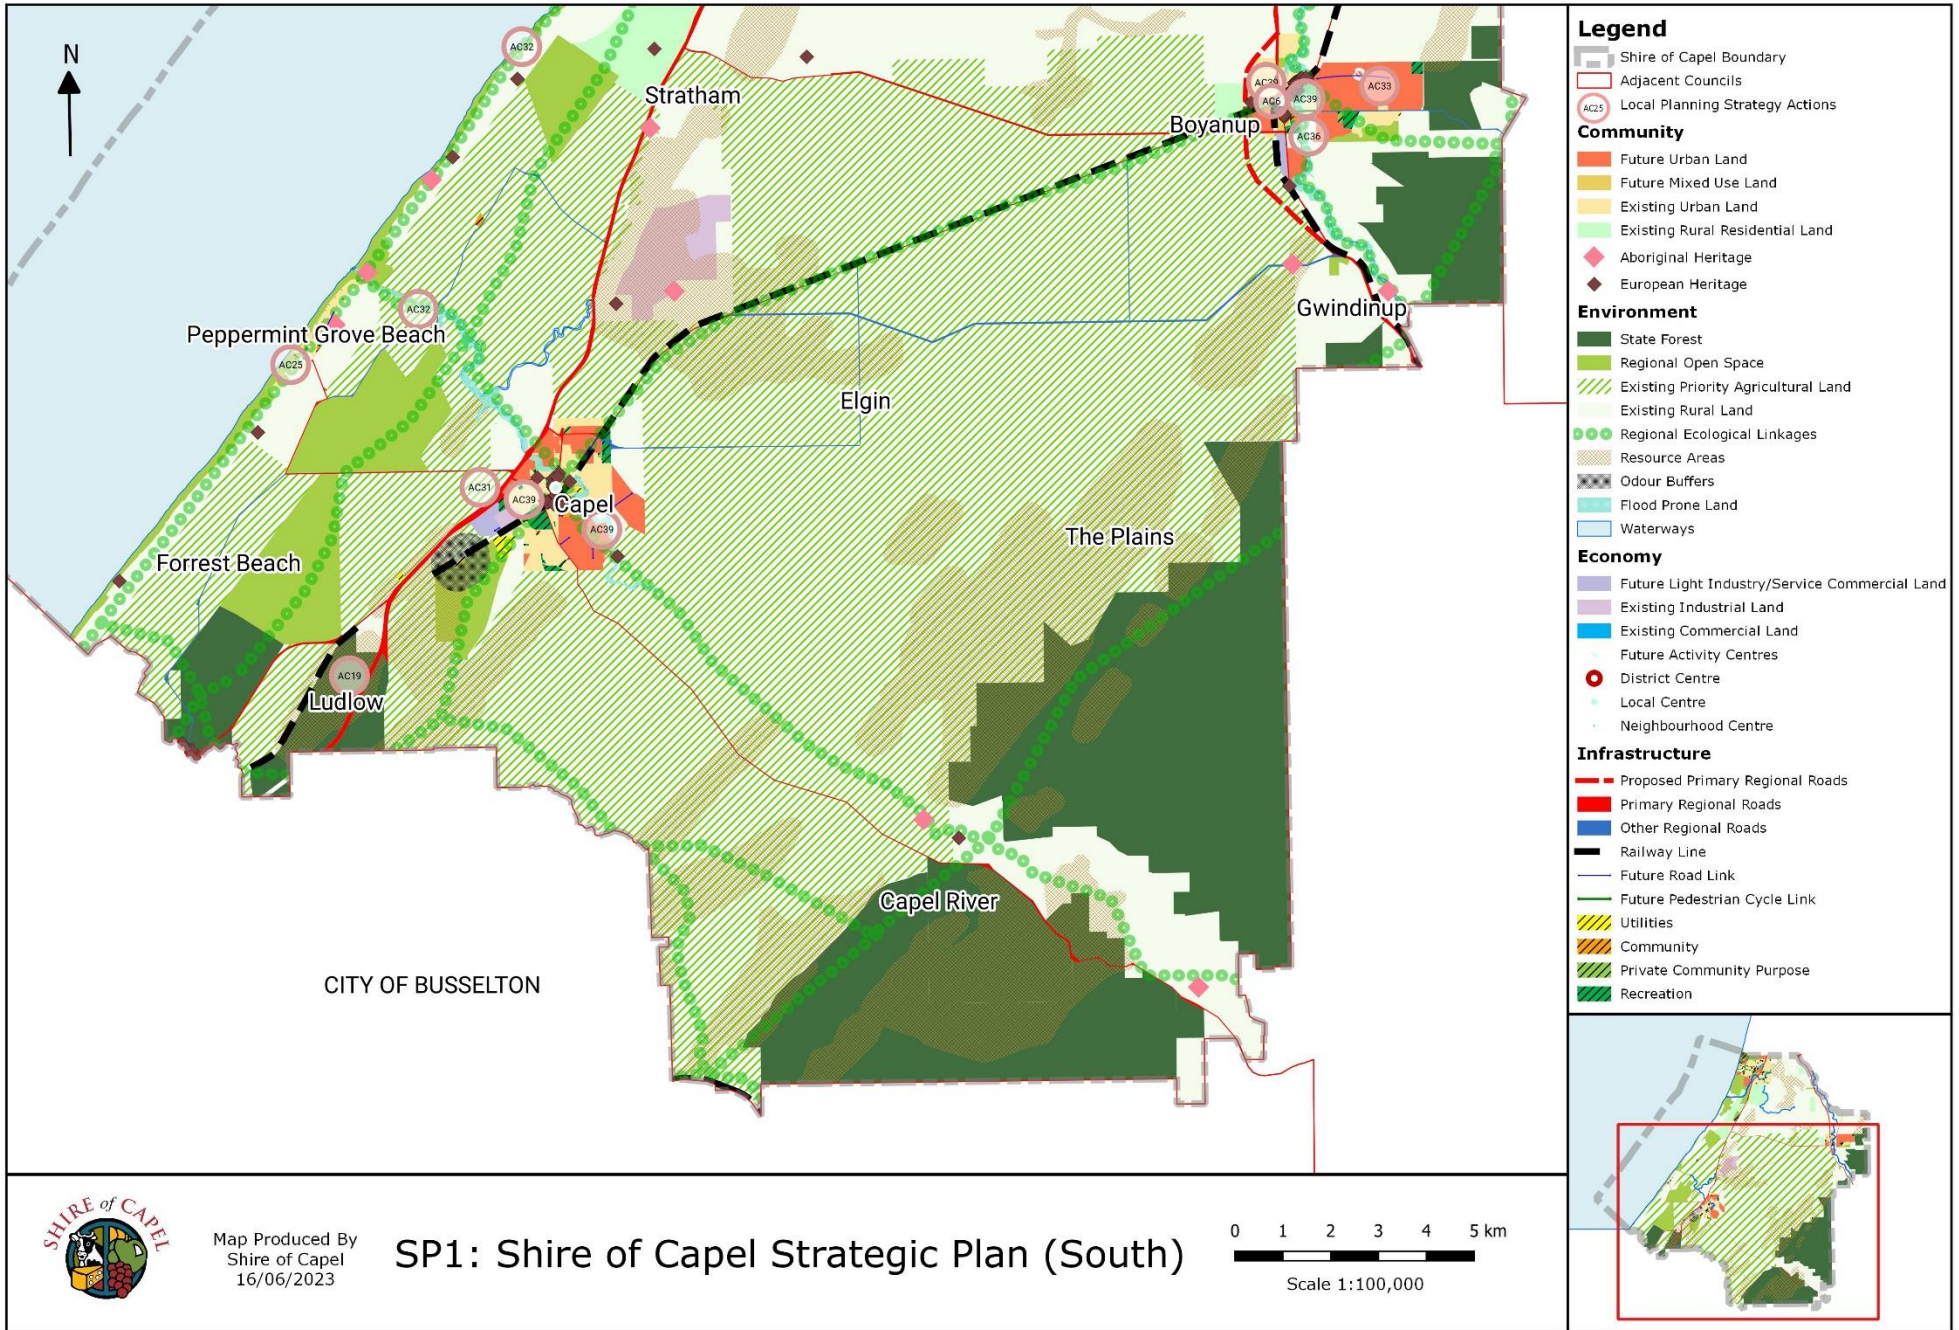 N
AC32
Stratham
AC39
AC6
AC39
AC33
Boyanup
AC36
AC32
Peppermint Grove Beach
AC25
Gwindinup
Elgin
AC31
AC39
Capel
AC39
The Plains
Forrest Beach
AC19
Ludlow
Capel River
CITY OF BUSSELTON
Legend
Shire of Capel Boundary
Adjacent Councils
AC25
Local Planning Strategy Actions
Community
Future Urban Land
Future Mixed Use Land
Existing Urban Land
Existing Rural Residential Land
Aboriginal Heritage
European Heritage
Environment
State Forest
Regional Open Space
Existing Priority Agricultural Land
Existing Rural Land
Regional Ecological Linkages
Resource Areas
Odour Buffers
Flood Prone Land
Waterways
Economy
Future Light Industry/Service Commercial Land
Existing Industrial Land
Existing Commercial Land
Future Activity Centres
District Centre
Local Centre
Neighbourhood Centre
Infrastructure
Proposed Primary Regional Roads
Primary Regional Roads
Other Regional Roads
Railway Line
Future Road Link
Future Pedestrian Cycle Link
Utilities
Community
Private Community Purpose
Recreation
SHIRE of CAPEL
Map Produced By
Shire of Capel
16/06/2023
SP1: Shire of Capel Strategic Plan (South)
0 1 2 3 4 5 km
Scale 1:100,000